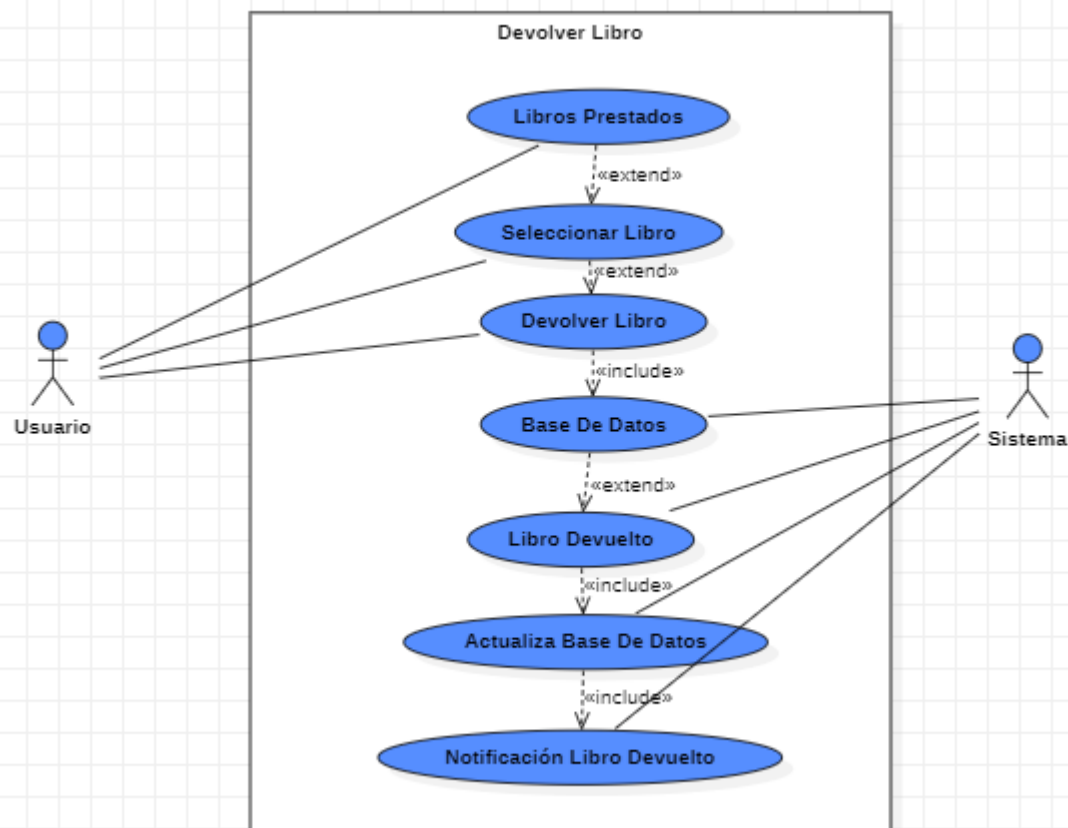 Devolver Libro
Libros Prestados
«extend»
Seleccionar Libro
«extend»
Devolver Libro
«include»
Base De Datos
Usuario
Sistema
«extend»
Libro Devuelto
«include»
Actualiza Base De Datos
«include»
Notificación Libro Devuelto